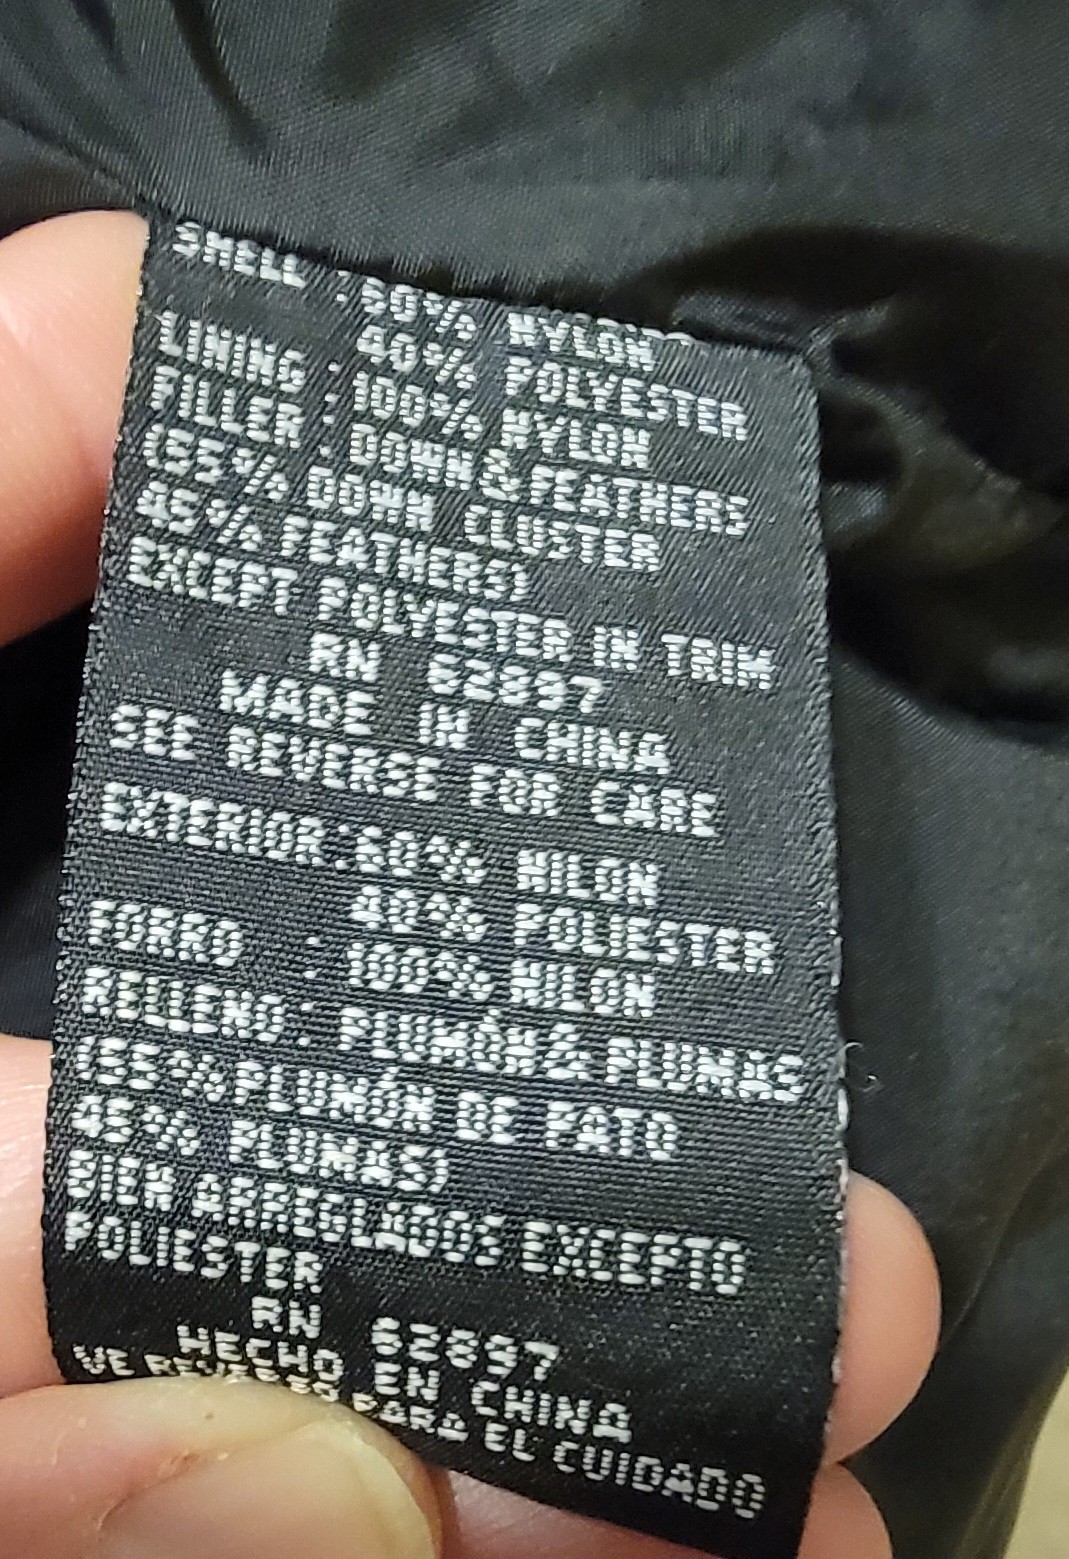 SHELL : 60% NYLON
40% POLYESTER
LINING : 100% NYLON
FILLER : DOWN & FEATHERS
(55% DOWN CLUSTER
45% FEATHERS)
EXCEPT POLYESTER IN TRIM
RN 62897
MADE IN CHINA
SEE REVERSE FOR CARE
EXTERIOR : 60% NILON
40% POLIESTER
FORRO : 100% NILON
RELLENO : PLUMÓN & PLUMAS
(55% PLUMÓN DE PATO
45% PLUMAS)
BIEN ARREGLADOS EXCEPTO
POLIESTER
RN 62897
HECHO EN CHINA
VE REVERSO PARA EL CUIDADO